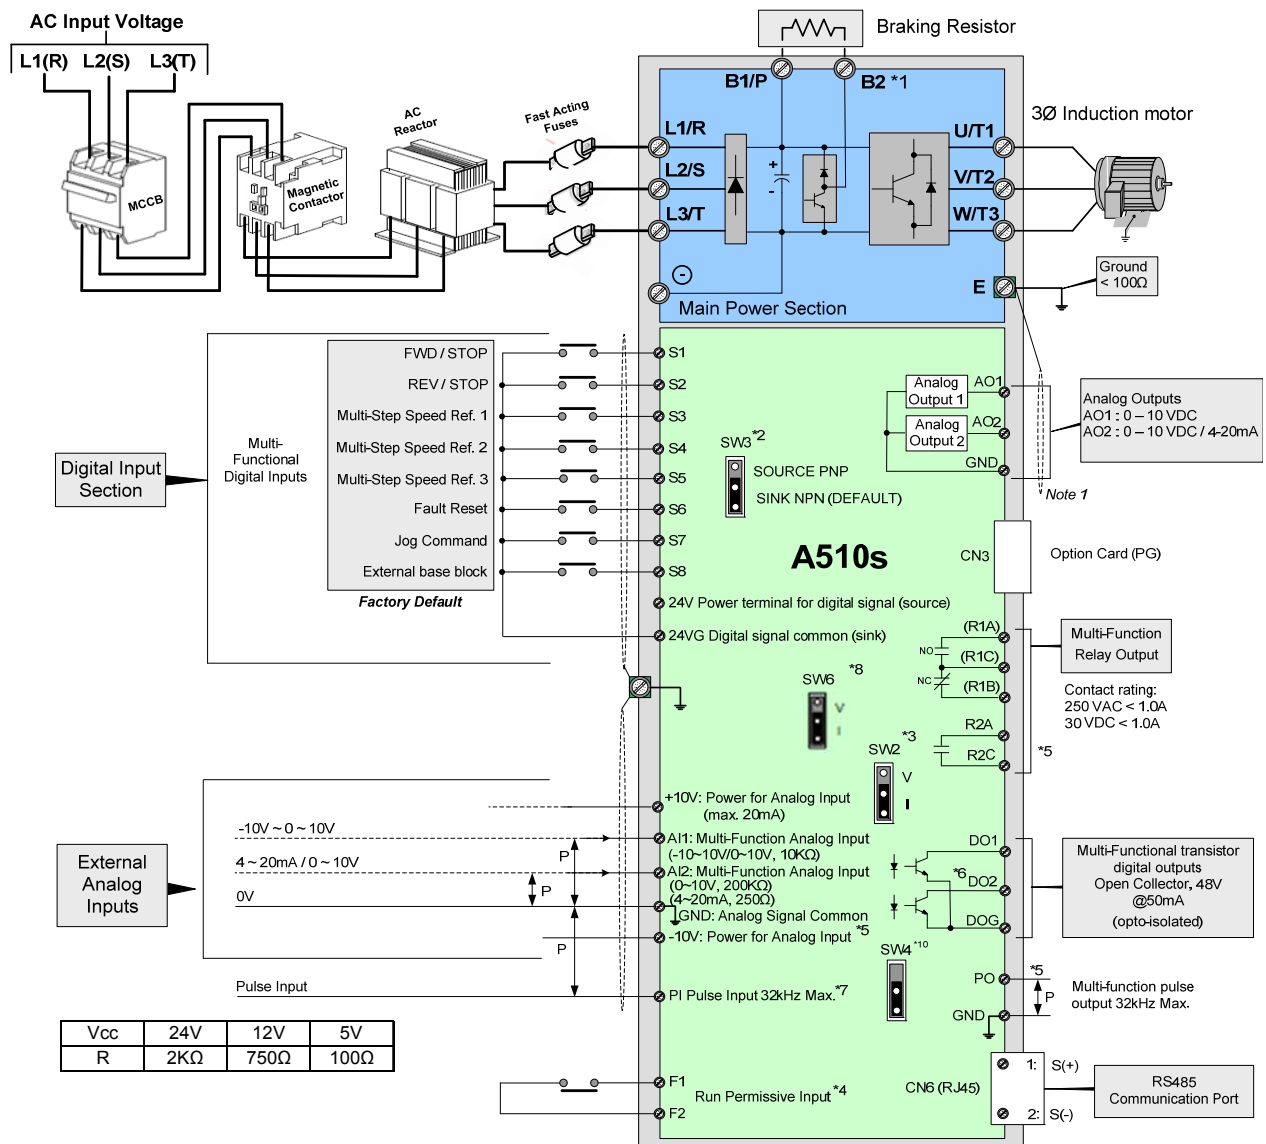 AC Input Voltage
L1(R) L2(S) L3(T)
MCCB
Magnetic
Contactor
AC
Reactor
Fast Acting
Fuses
Braking Resistor
B1/P
B2 *1
L1/R
L2/S
L3/T
+
-
U/T1
V/T2
W/T3
3Ø Induction motor
E
Ground
< 100Ω
Main Power Section
Digital Input
Section
Multi-
Functional
Digital Inputs
FWD / STOP
REV / STOP
Multi-Step Speed Ref. 1
Multi-Step Speed Ref. 2
Multi-Step Speed Ref. 3
Fault Reset
Jog Command
External base block
Factory Default
S1
S2
S3
S4
S5
S6
S7
S8
24V Power terminal for digital signal (source)
24VG Digital signal common (sink)
SW3 *2
SOURCE PNP
SINK NPN (DEFAULT)
A510s
Analog
Output 1
AO1
Analog
Output 2
AO2
GND
Analog Outputs
AO1 : 0 – 10 VDC
AO2 : 0 – 10 VDC / 4-20mA
Note 1
CN3
Option Card (PG)
(R1A)
NO
(R1C)
NC
(R1B)
R2A
R2C
*5
Multi-Function
Relay Output
Contact rating:
250 VAC < 1.0A
30 VDC < 1.0A
*8
SW6
V
I
*3
SW2
V
I
External
Analog
Inputs
-10V ~ 0 ~ 10V
4 ~ 20mA / 0 ~ 10V
0V
P
P
P
Pulse Input
+10V: Power for Analog Input
(max. 20mA)
AI1: Multi-Function Analog Input
(-10~10V/0~10V, 10KΩ)
AI2: Multi-Function Analog Input
(0~10V, 200KΩ)
(4~20mA, 250Ω)
GND: Analog Signal Common
-10V: Power for Analog Input *5
PI Pulse Input 32kHz Max. *7
SW4 *10
DO1
*6
DO2
DOG
Multi-Functional transistor
digital outputs
Open Collector, 48V
@50mA
(opto-isolated)
PO
*5
P
GND
Multi-function pulse
output 32kHz Max.
Vcc 24V 12V 5V
R 2KΩ 750Ω 100Ω
F1
Run Permissive Input *4
F2
CN6 (RJ45)
1: S(+)
2: S(-)
RS485
Communication Port